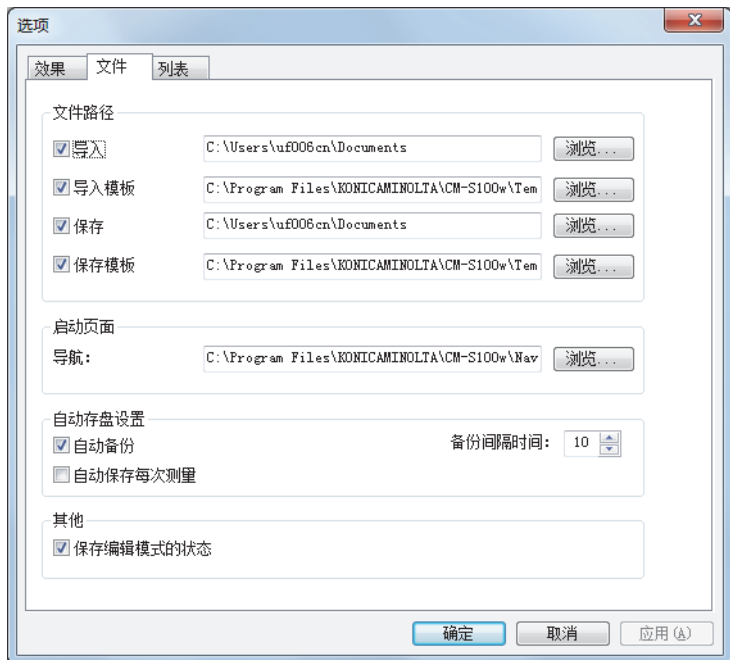 选项
效果 文件 列表
文件路径
导入 C:\Users\uf006cn\Documents 浏览...
导入模板 C:\Program Files\KONICAMINOLTA\CM-S100w\Tem 浏览...
保存 C:\Users\uf006cn\Documents 浏览...
保存模板 C:\Program Files\KONICAMINOLTA\CM-S100w\Tem 浏览...
启动页面
导航: C:\Program Files\KONICAMINOLTA\CM-S100w\Nav 浏览...
自动存盘设置
自动备份 备份间隔时间: 10
自动保存每次测量
其他
保存编辑模式的状态
确定 取消 应用(A)